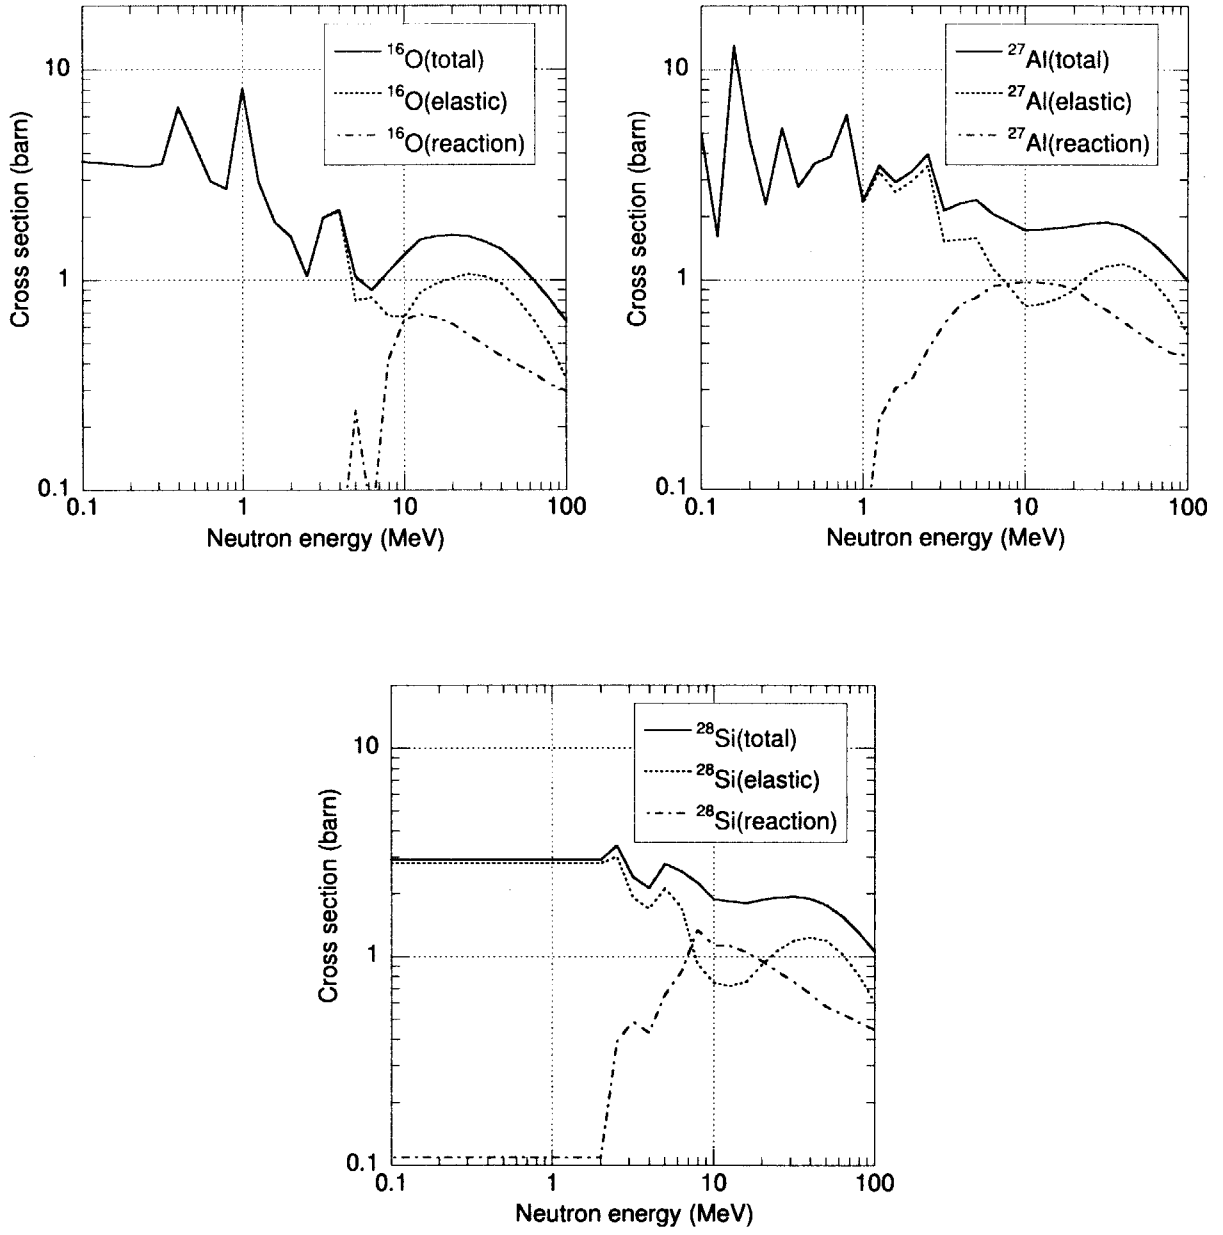 10
1
0.1
Cross section (barn)
¹⁶O(total)
¹⁶O(elastic)
¹⁶O(reaction)
0.1 1 10 100
Neutron energy (MeV)
10
1
0.1
Cross section (barn)
²⁷Al(total)
²⁷Al(elastic)
²⁷Al(reaction)
0.1 1 10 100
Neutron energy (MeV)
10
1
0.1
Cross section (barn)
²⁸Si(total)
²⁸Si(elastic)
²⁸Si(reaction)
0.1 1 10 100
Neutron energy (MeV)